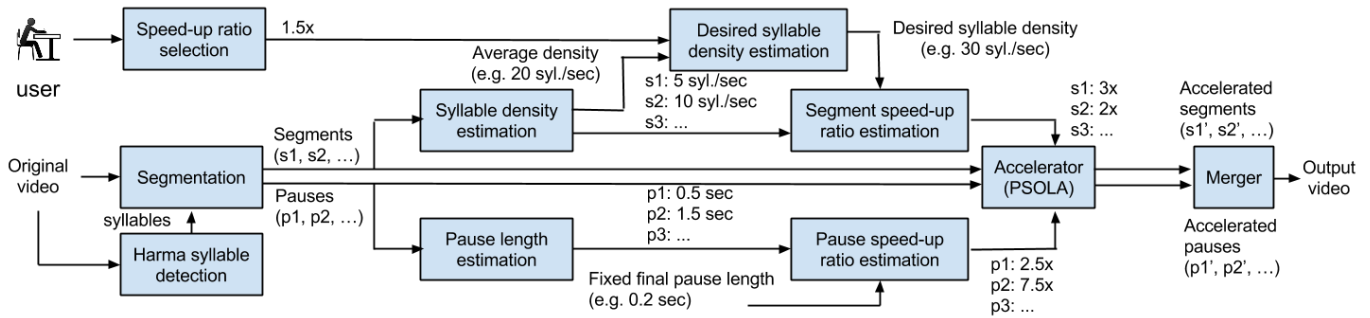 Speed-up ratio
selection
1.5x
Desired syllable
density estimation
Desired syllable density
(e.g. 30 syl./sec)
user
Average density
(e.g. 20 syl./sec)
Syllable density
estimation
s1: 5 syl./sec
s2: 10 syl./sec
s3: ...
Segment speed-up
ratio estimation
s1: 3x
s2: 2x
s3: ...
Accelerated
segments
(s1’, s2’, …)
Original
video
Segmentation
Segments
(s1, s2, …)
Pauses
(p1, p2, …)
Accelerator
(PSOLA)
Merger
Output
video
syllables
Harma syllable
detection
Pause length
estimation
p1: 0.5 sec
p2: 1.5 sec
p3: ...
Fixed final pause length
(e.g. 0.2 sec)
Pause speed-up
ratio estimation
p1: 2.5x
p2: 7.5x
p3: ...
Accelerated
pauses
(p1’, p2’, …)